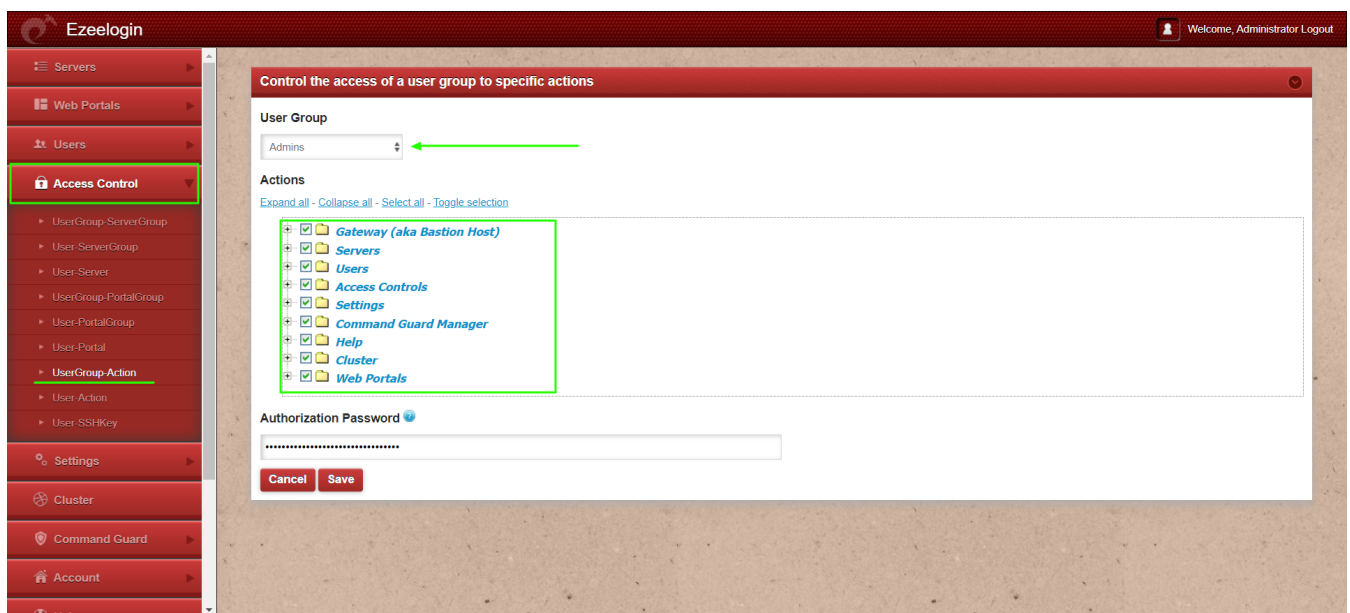 Ezeelogin
Welcome, Administrator Logout
Servers
Web Portals
Users
Access Control
UserGroup-ServerGroup
User-ServerGroup
User-Server
UserGroup-PortalGroup
User-PortalGroup
User-Portal
UserGroup-Action
User-Action
User-SSHKey
Settings
Cluster
Command Guard
Account
Control the access of a user group to specific actions
User Group
Admins
Actions
Expand all - Collapse all - Select all - Toggle selection
Gateway (aka Bastion Host)
Servers
Users
Access Controls
Settings
Command Guard Manager
Help
Cluster
Web Portals
Authorization Password
Cancel Save